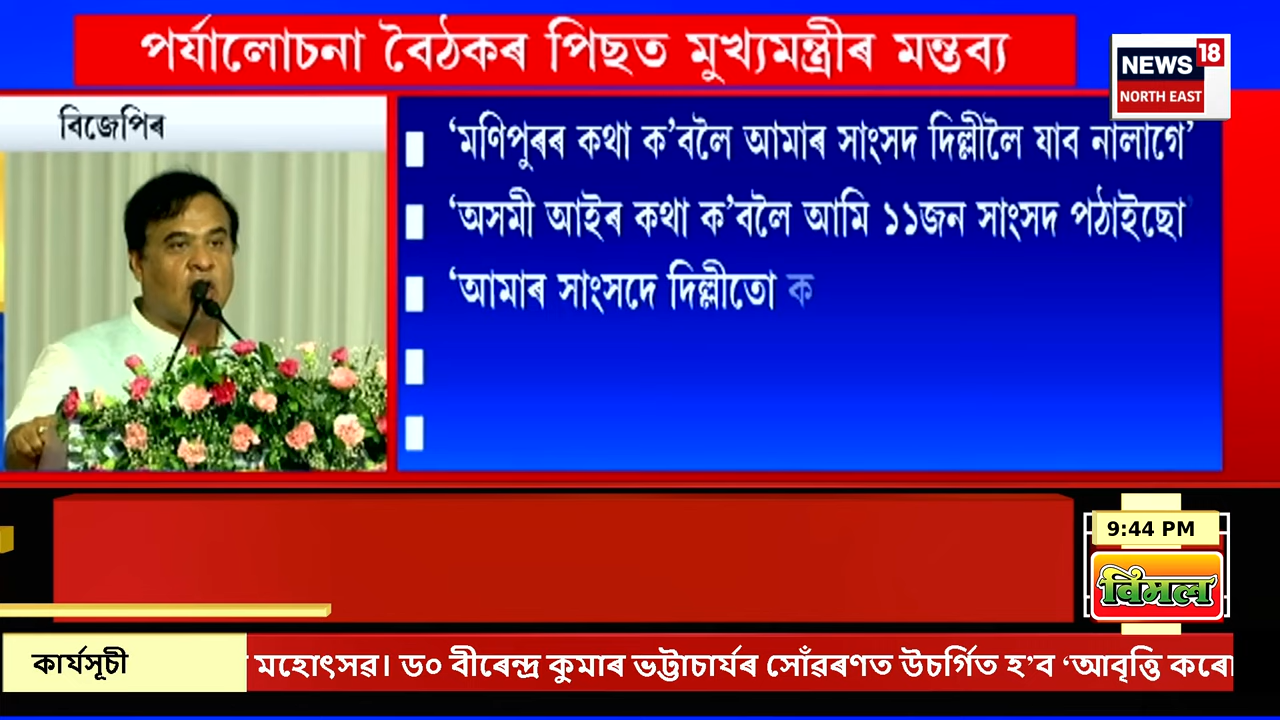 পৰ্যালোচনা বৈঠকৰ পিছত মুখ্যমন্ত্ৰীৰ মন্তব্য
NEWS 18
NORTH EAST
বিজেপিৰ
‘মণিপুৰৰ কথা ক’বলৈ আমাৰ সাংসদ দিল্লীলৈ যাব নালাগে’
‘অসমী আইৰ কথা ক’বলৈ আমি ১১জন সাংসদ পঠাইছো’
‘আমাৰ সাংসদে দিল্লীতো ক
9:44 PM
বিমল
কাৰ্যসূচী
মহোৎসৱ। ড০ বীৰেন্দ্ৰ কুমাৰ ভট্টাচাৰ্যৰ সোঁৱৰণত উচৰ্গিত হ’ব ‘আবৃত্তি কৰো